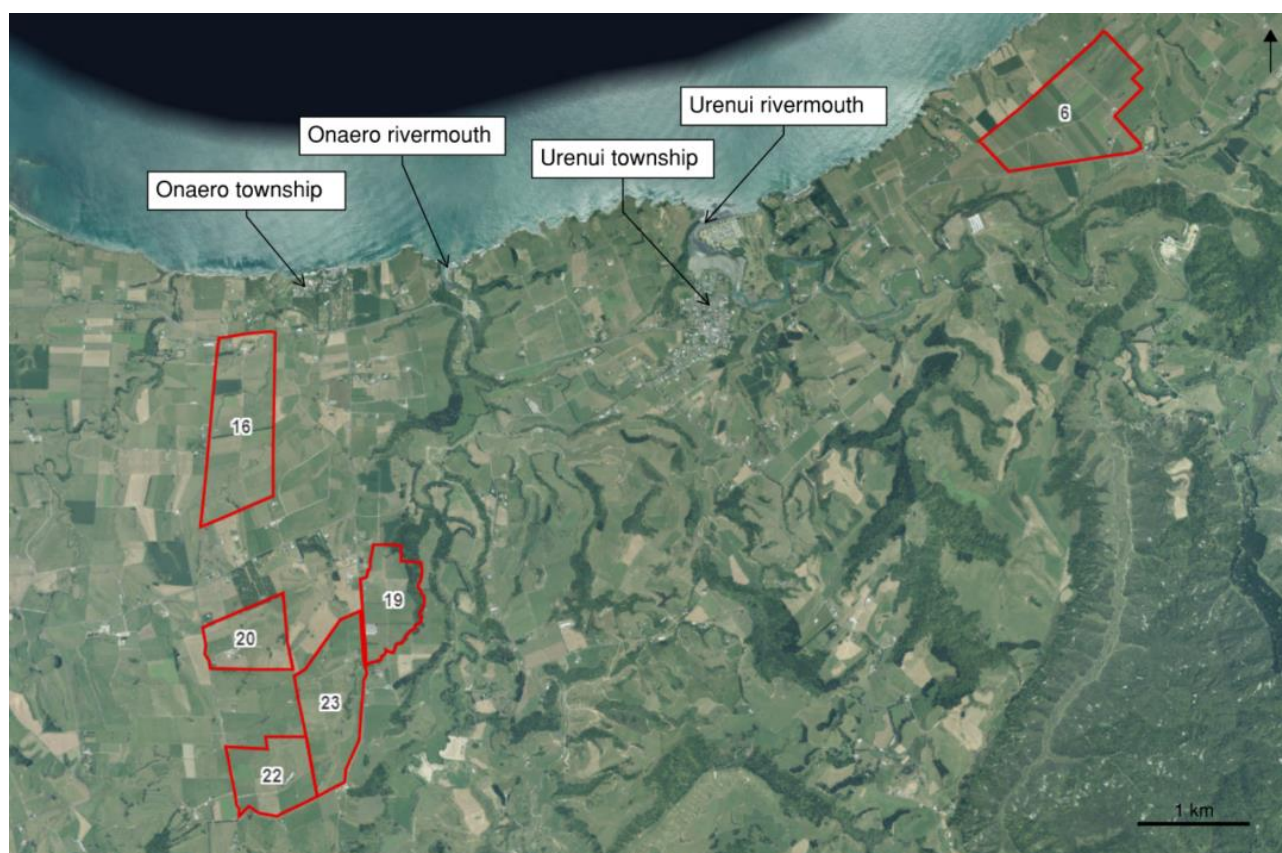 Urenui rivermouth
6
Onaero rivermouth
Urenui township
Onaero township
16
19
20
23
22
1 km